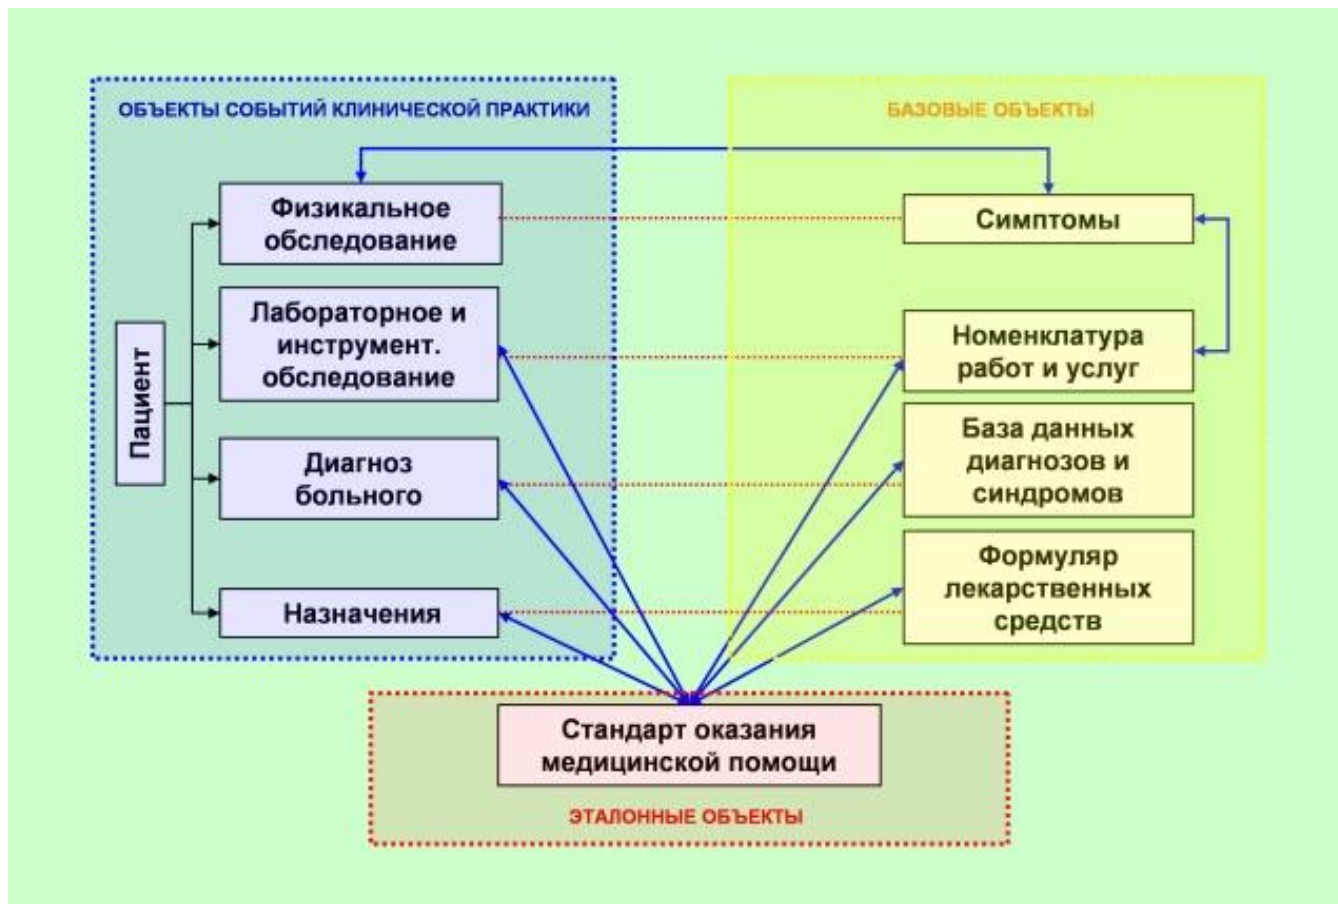 ОБЪЕКТЫ СОБЫТИЙ КЛИНИЧЕСКОЙ ПРАКТИКИ
Пациент
Физикальное
обследование
Лабораторное и
инструмент.
обследование
Диагноз
больного
Назначения
БАЗОВЫЕ ОБЪЕКТЫ
Симптомы
Номенклатура
работ и услуг
База данных
диагнозов и
синдромов
Формуляр
лекарственных
средств
Стандарт оказания
медицинской помощи
ЭТАЛОННЫЕ ОБЪЕКТЫ